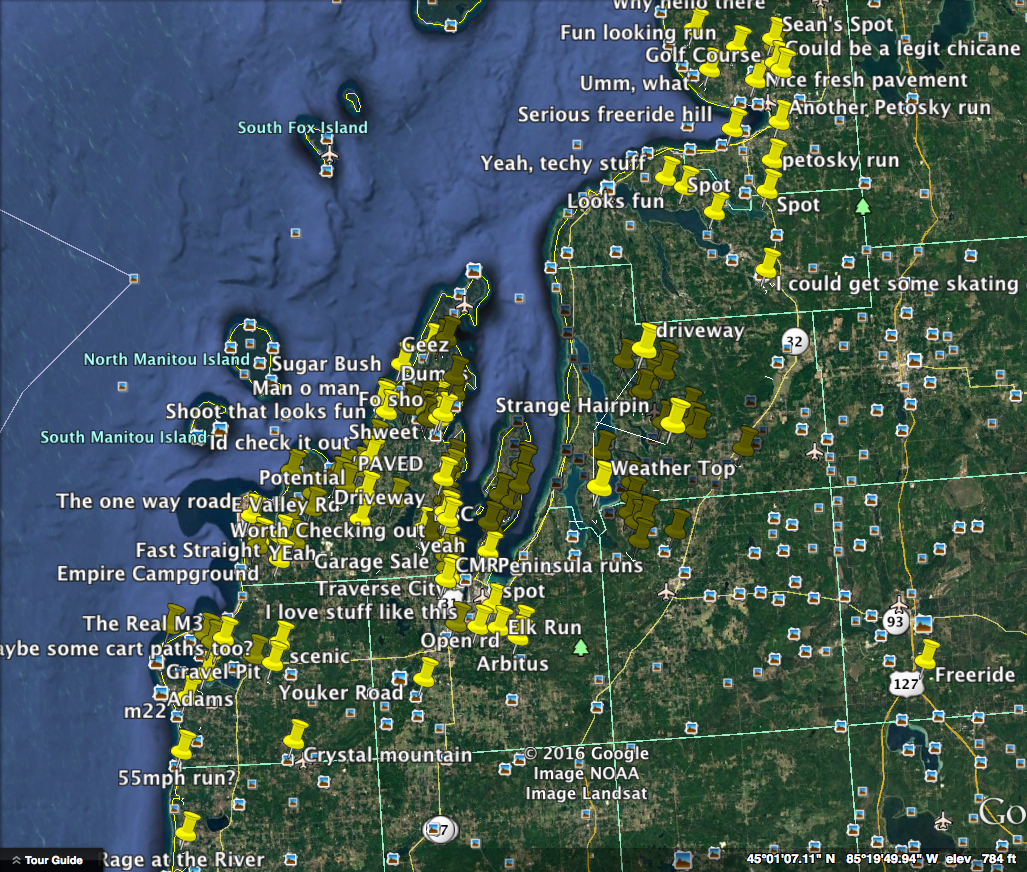 Why hello there
Sean's Spot
Fun looking run
Could be a legit chicane
Golf Course
Umm, what
Nice fresh pavement
Another Petosky run
Serious freeride hill
South Fox Island
Yeah, techy stuff
petosky run
Spot
Looks fun
Spot
I could get some skating
driveway
32
Geez
North Manitou Island
Sugar Bush
Man o man
Fo sho
Strange Hairpin
Shoot that looks fun
Shweet
South Manitou Island
Id check it out
PAVED
Weather Top
Potential
Driveway
The one way road
E Valley Rd
Worth Checking out
yeah
Fast Straight
YEah
Garage Sale
CMR
Peninsula runs
Empire Campground
Traverse City
spot
I love stuff like this
The Real M3
Elk Run
93
Open rd
aybe some cart paths too?
scenic
Arbitus
Gravel Pit
Freeride
127
Youker Road
Adams
m22
Crystal mountain
© 2016 Google
Image NOAA
Image Landsat
55mph run?
Go
Rage at the River
Tour Guide
45°01'07.11" N 85°19'49.94" W elev 784 ft